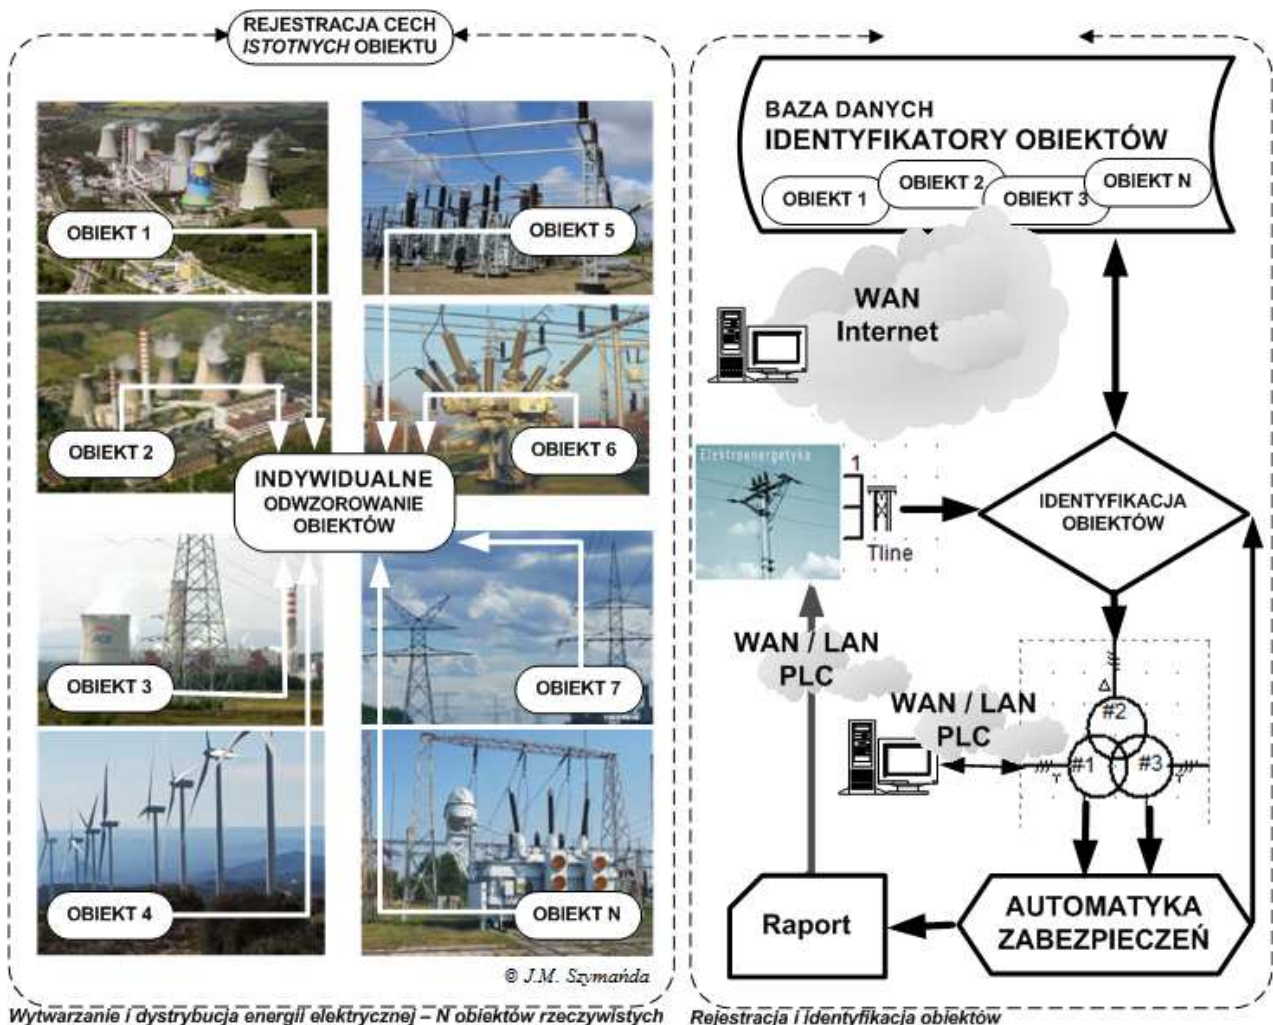 REJESTRACJA CECH
ISTOTNYCH OBIEKTU
OBIEKT 1
OBIEKT 5
OBIEKT 2
OBIEKT 6
INDYWIDUALNE
ODWZOROWANIE
OBIEKTÓW
OBIEKT 3
OBIEKT 7
OBIEKT 4
OBIEKT N
© J.M. Szymańda
Wytwarzanie i dystrybucja energii elektrycznej – N obiektów rzeczywistych
BAZA DANYCH
IDENTYFIKATORY OBIEKTÓW
OBIEKT 1
OBIEKT 2
OBIEKT 3
OBIEKT N
WAN
Internet
Elektroenergetyka
1
Tline
IDENTYFIKACJA
OBIEKTÓW
WAN / LAN
PLC
WAN / LAN
PLC
#2
#1
#3
Raport
AUTOMATYKA
ZABEZPIECZEŃ
Rejestracja i identyfikacja obiektów